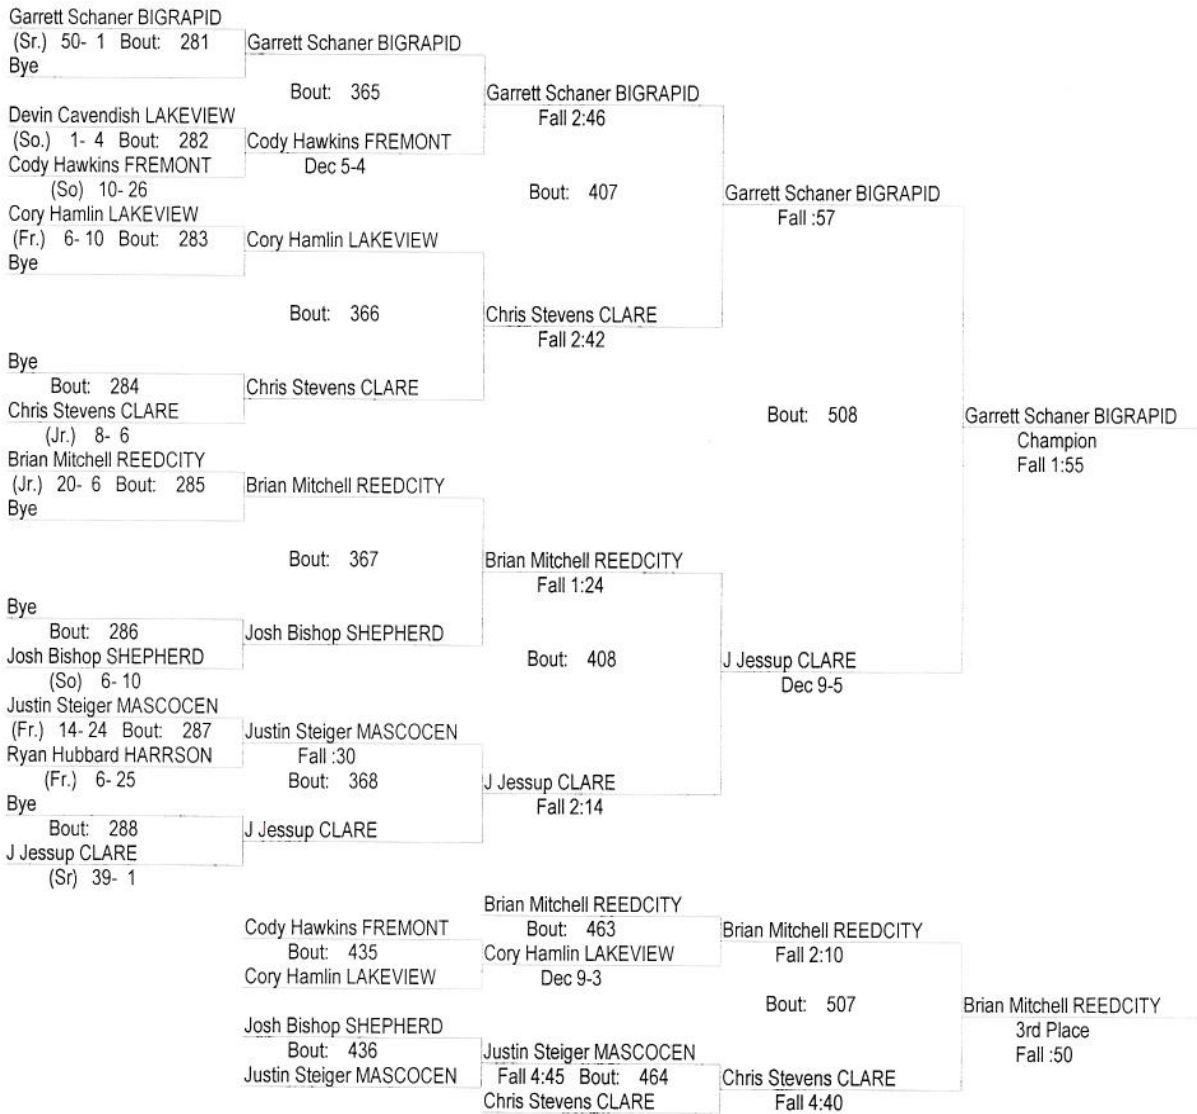 Garrett Schaner BIGRAPID
(Sr.) 50- 1 Bout: 281
Bye
Garrett Schaner BIGRAPID
Bout: 365
Devin Cavendish LAKEVIEW
(So.) 1- 4 Bout: 282
Cody Hawkins FREMONT
(So) 10- 26
Cody Hawkins FREMONT
Dec 5-4
Garrett Schaner BIGRAPID
Fall 2:46
Bout: 407
Cory Hamlin LAKEVIEW
(Fr.) 6- 10 Bout: 283
Bye
Cory Hamlin LAKEVIEW
Bout: 366
Bye
Bout: 284
Chris Stevens CLARE
(Jr.) 8- 6
Chris Stevens CLARE
Chris Stevens CLARE
Fall 2:42
Garrett Schaner BIGRAPID
Fall :57
Bout: 508
Brian Mitchell REEDCITY
(Jr.) 20- 6 Bout: 285
Bye
Brian Mitchell REEDCITY
Bout: 367
Bye
Bout: 286
Josh Bishop SHEPHERD
(So) 6- 10
Josh Bishop SHEPHERD
Brian Mitchell REEDCITY
Fall 1:24
Bout: 408
Justin Steiger MASCOCEN
(Fr.) 14- 24 Bout: 287
Ryan Hubbard HARRSON
(Fr.) 6- 25
Justin Steiger MASCOCEN
Fall :30
Bout: 368
Bye
Bout: 288
J Jessup CLARE
(Sr) 39- 1
J Jessup CLARE
J Jessup CLARE
Fall 2:14
J Jessup CLARE
Dec 9-5
Garrett Schaner BIGRAPID
Champion
Fall 1:55
Cody Hawkins FREMONT
Bout: 435
Cory Hamlin LAKEVIEW
Brian Mitchell REEDCITY
Bout: 463
Cory Hamlin LAKEVIEW
Dec 9-3
Brian Mitchell REEDCITY
Fall 2:10
Bout: 507
Josh Bishop SHEPHERD
Bout: 436
Justin Steiger MASCOCEN
Justin Steiger MASCOCEN
Fall 4:45 Bout: 464
Chris Stevens CLARE
Chris Stevens CLARE
Fall 4:40
Brian Mitchell REEDCITY
3rd Place
Fall :50